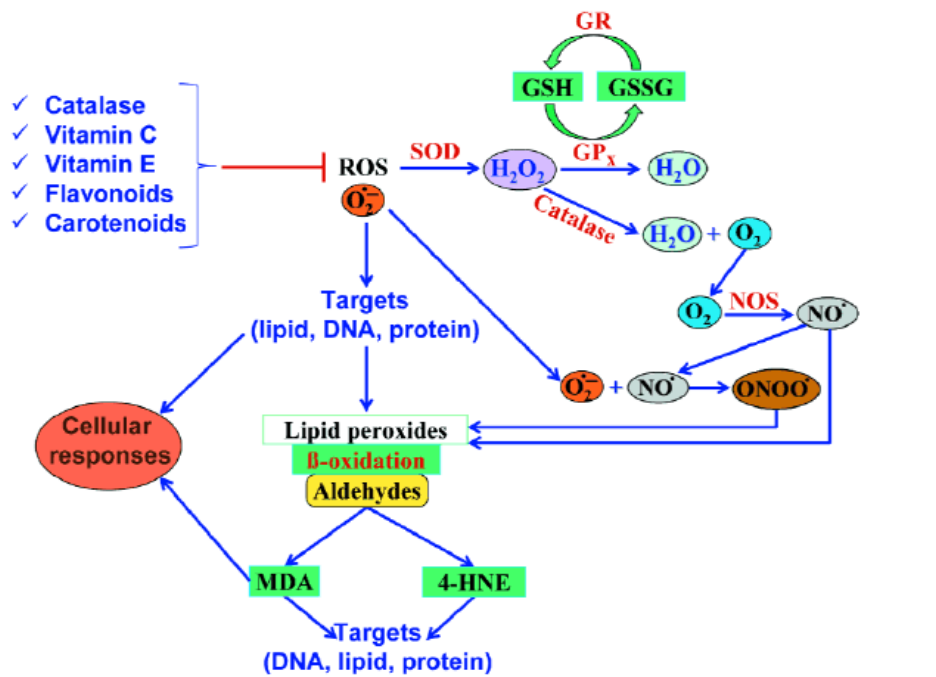 GR
GSH
GSSG
GPx
✓ Catalase
✓ Vitamin C
✓ Vitamin E
✓ Flavonoids
✓ Carotenoids
ROS
O₂•−
SOD
H₂O₂
H₂O
Catalase
H₂O + O₂
O₂
NOS
NO•
Targets
(lipid, DNA, protein)
O₂•− + NO•
ONOO•
Cellular
responses
Lipid peroxides
ß-oxidation
Aldehydes
MDA
4-HNE
Targets
(DNA, lipid, protein)